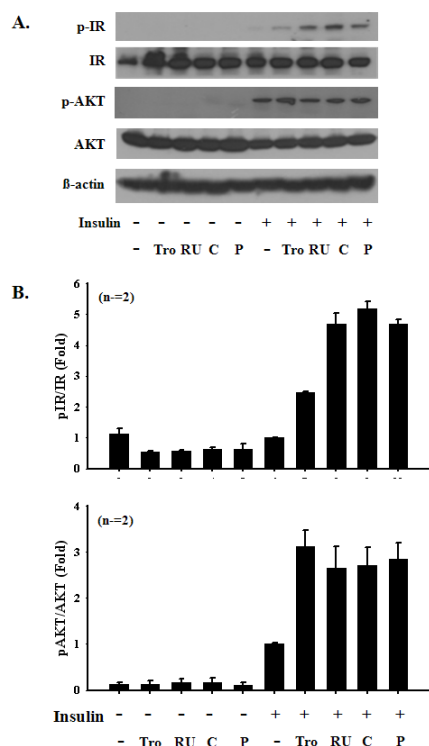 A.
p-IR
IR
p-AKT
AKT
ß-actin
Insulin - - - - - + + + + +
- Tro RU C P - Tro RU C P
B.
(n-=2)
pIR/IR (Fold)
6
5
4
3
2
1
0
(n-=2)
pAKT/AKT (Fold)
4
3
2
1
0
Insulin - - - - - + + + + +
- Tro RU C P - Tro RU C P